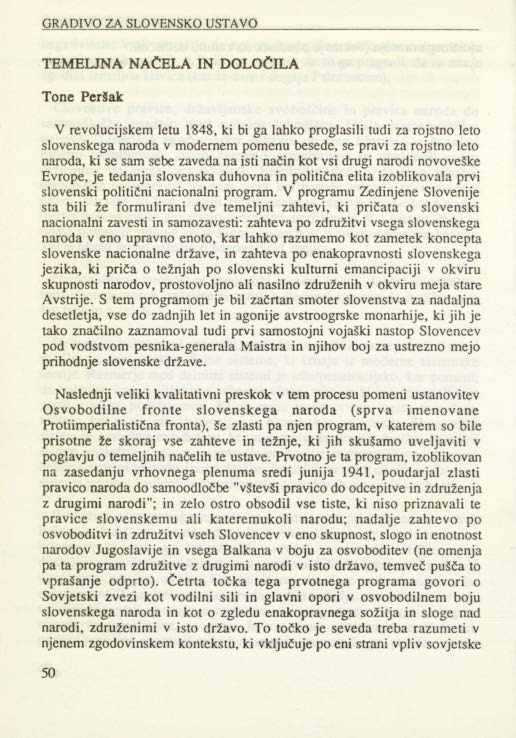 GRADIVO ZA SLOVENSKO USTAVO
TEMELJNA NAČELA IN DOLOČILA
Tone Peršak
V revolucijskem letu 1848, ki bi ga lahko proglasili tudi za rojstno leto
slovenskega naroda v modernem pomenu besede, se pravi za rojstno leto
naroda, ki se sam sebe zaveda na isti način kot vsi drugi narodi novoveške
Evrope, je tedanja slovenska duhovna in politična elita izoblikovala prvi
slovenski politični nacionalni program. V programu Zedinjene Slovenije
sta bili že formulirani dve temeljni zahtevi, ki pričata o slovenski
nacionalni zavesti in samozavesti: zahteva po združitvi vsega slovenskega
naroda v eno upravno enoto, kar lahko razumemo kot zametek koncepta
slovenske nacionalne države, in zahteva po enakopravnosti slovenskega
jezika, ki priča o težnjah po slovenski kulturni emancipaciji v okviru
skupnosti narodov, prostovoljno ali nasilno združenih v okviru meja stare
Avstrije. S tem programom je bil začrtan smoter slovenstva za nadaljna
desetletja, vse do zadnjih let in agonije avstroogrske monarhije, ki jih je
tako značilno zaznamoval tudi prvi samostojni vojaški nastop Slovencev
pod vodstvom pesnika-generala Maistra in njihov boj za ustrezno mejo
prihodnje slovenske države.
Naslednji veliki kvalitativni preskok v tem procesu pomeni ustanovitev
Osvobodilne fronte slovenskega naroda (sprva imenovane
Protiimperialistična fronta), še zlasti pa njen program, v katerem so bile
prisotne že skoraj vse zahteve in težnje, ki jih skušamo uveljaviti v
poglavju o temeljnih načelih te ustave. Prvotno je ta program, izoblikovan
na zasedanju vrhovnega plenuma sredi junija 1941, poudarjal zlasti
pravico naroda do samoodločbe "vštevši pravico do odcepitve in združenja
z drugimi narodi"; in zelo ostro obsodil vse tiste, ki niso priznavali te
pravice slovenskemu ali kateremukoli narodu; nadalje zahtevo po
osvoboditvi in združitvi vseh Slovencev v eno skupnost, slogo in enotnost
narodov Jugoslavije in vsega Balkana v boju za osvoboditev (ne omenja
pa ta program združitve z drugimi narodi v isto državo, temveč pušča to
vprašanje odprto). Četrta točka tega prvotnega programa govori o
Sovjetski zvezi kot vodilni sili in glavni opori v osvobodilnem boju
slovenskega naroda in kot o zgledu enakopravnega sožitja in sloge nad
narodi, združenimi v isto državo. To točko je seveda treba razumeti v
njenem zgodovinskem kontekstu, ki vključuje po eni strani vpliv sovjetske
50